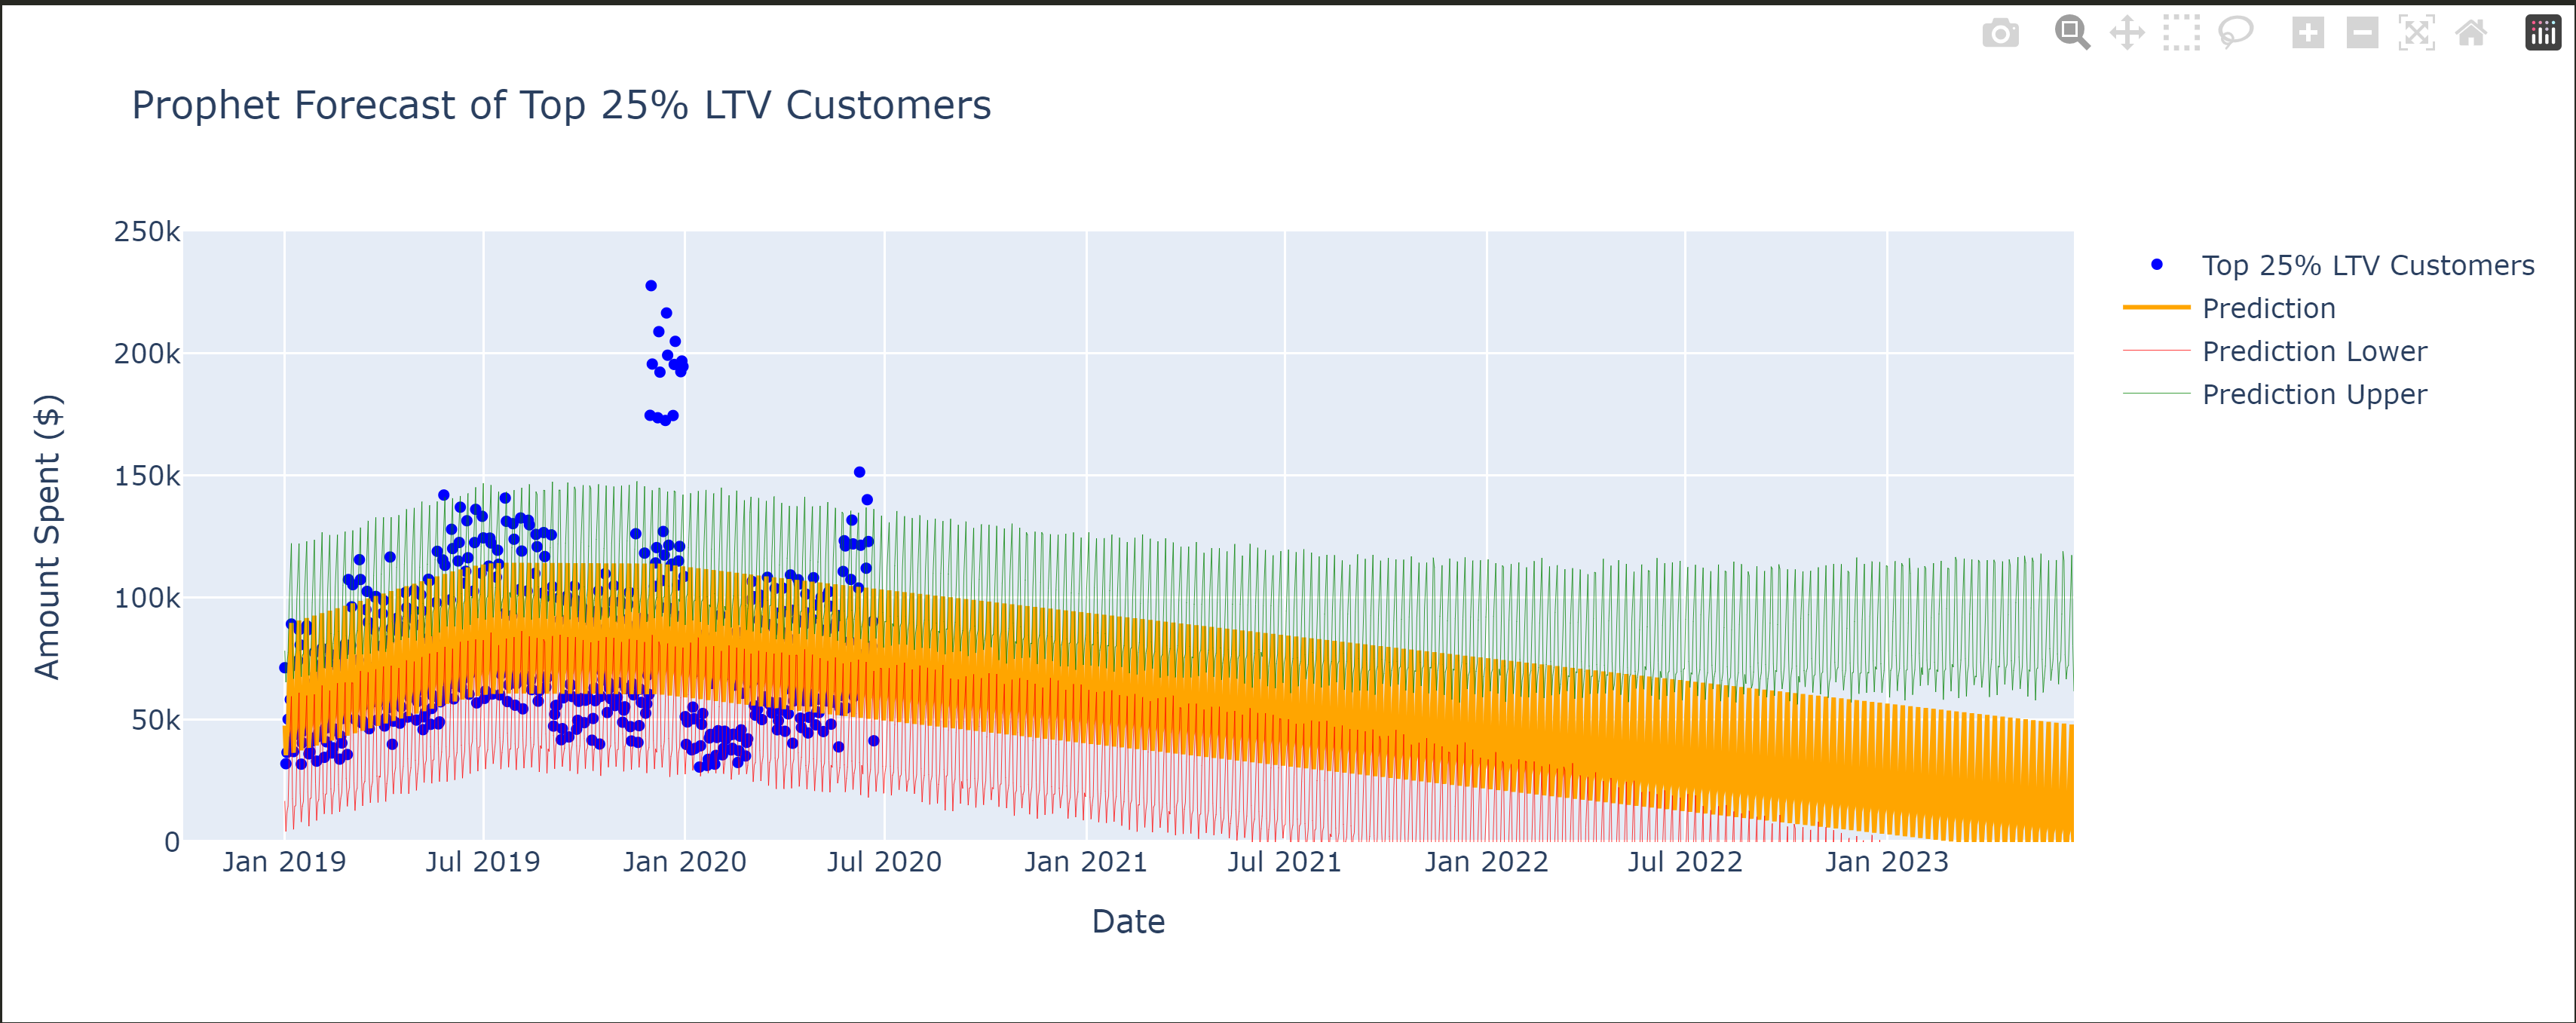 Prophet Forecast of Top 25% LTV Customers
250k
200k
150k
100k
50k
0
Amount Spent ($)
Jan 2019
Jul 2019
Jan 2020
Jul 2020
Jan 2021
Jul 2021
Jan 2022
Jul 2022
Jan 2023
Date
Top 25% LTV Customers
Prediction
Prediction Lower
Prediction Upper